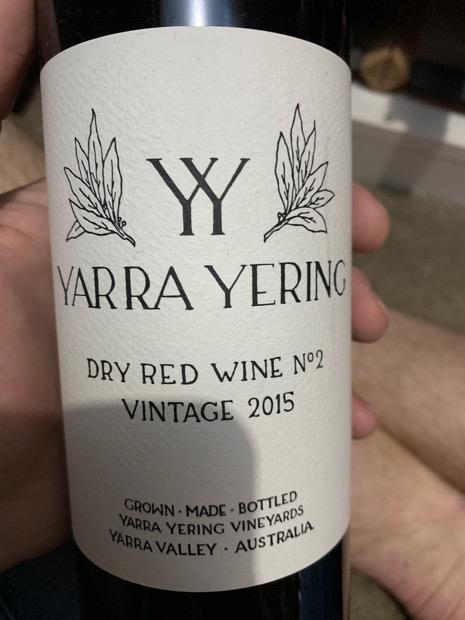 YY
YARRA YERING
DRY RED WINE Nº2
VINTAGE 2015
GROWN · MADE · BOTTLED
YARRA YERING VINEYARDS
YARRA VALLEY · AUSTRALIA